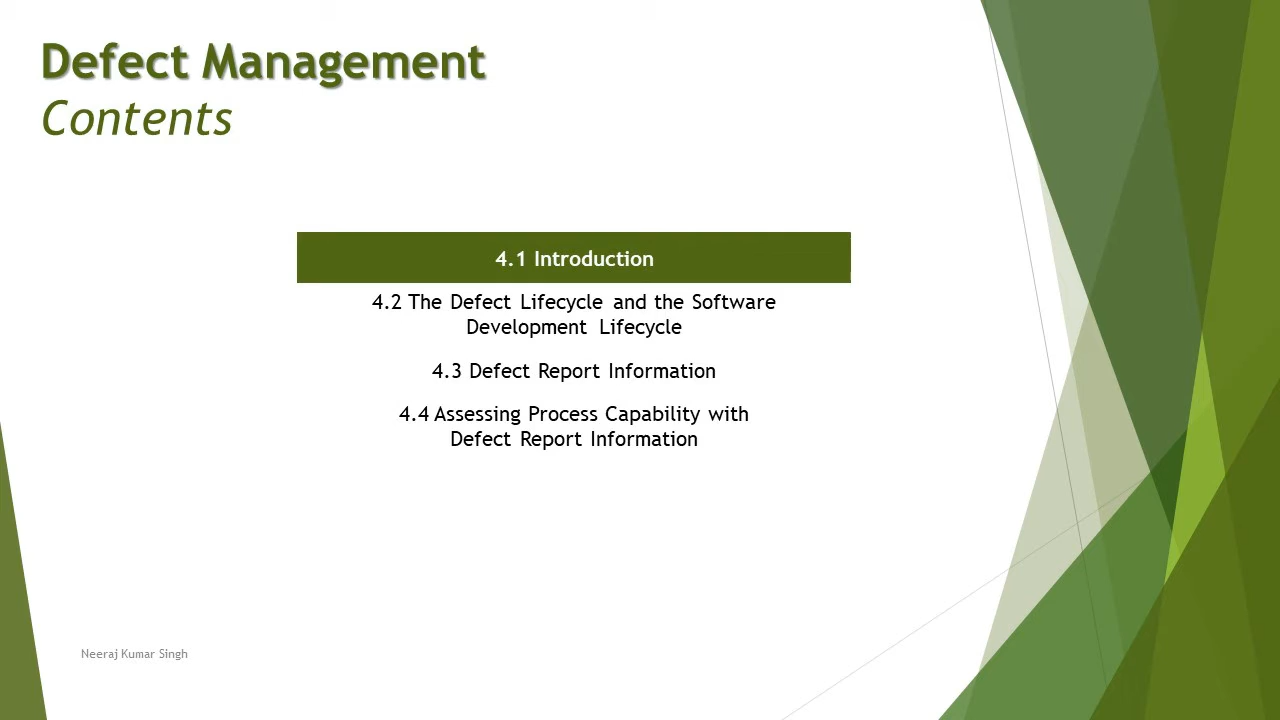 Defect Management
Contents
4.1 Introduction
4.2 The Defect Lifecycle and the Software
Development Lifecycle
4.3 Defect Report Information
4.4 Assessing Process Capability with
Defect Report Information
Neeraj Kumar Singh